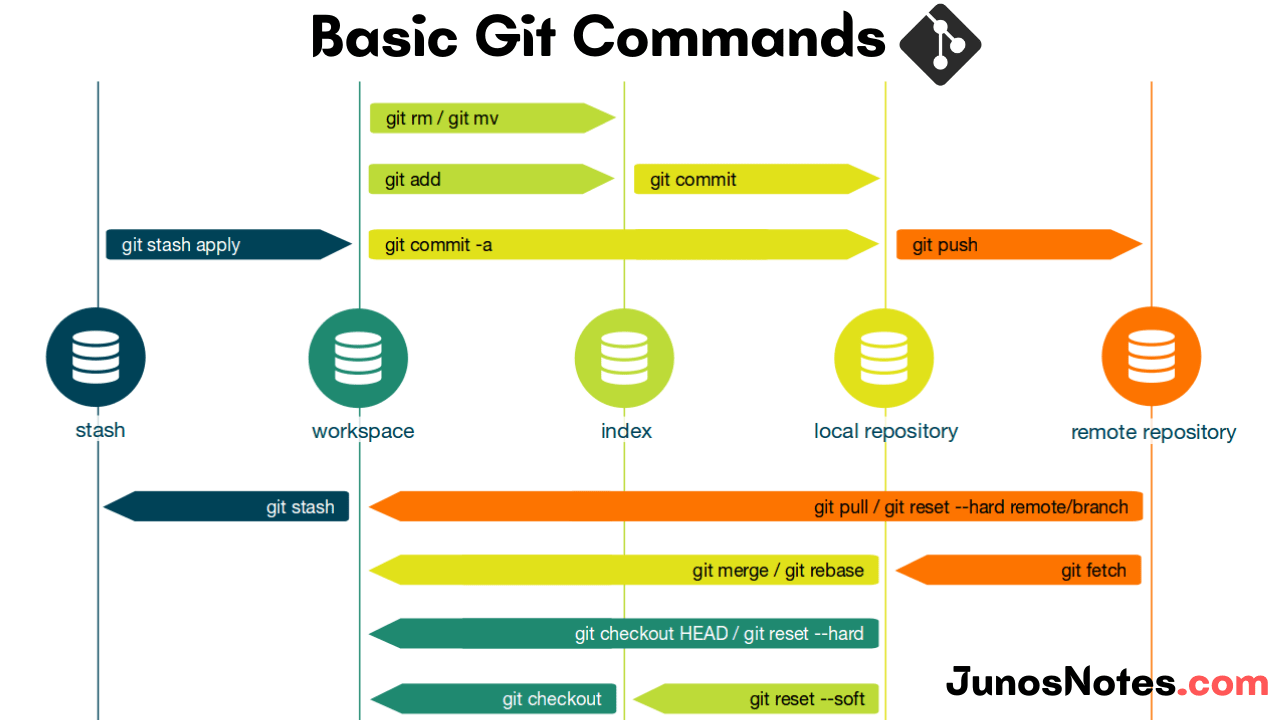 Basic Git Commands
git rm / git mv
git add
git commit
git stash apply
git commit -a
git push
stash
workspace
index
local repository
remote repository
git stash
git pull / git reset --hard remote/branch
git merge / git rebase
git fetch
git checkout HEAD / git reset --hard
git checkout
git reset --soft
JunosNotes.com